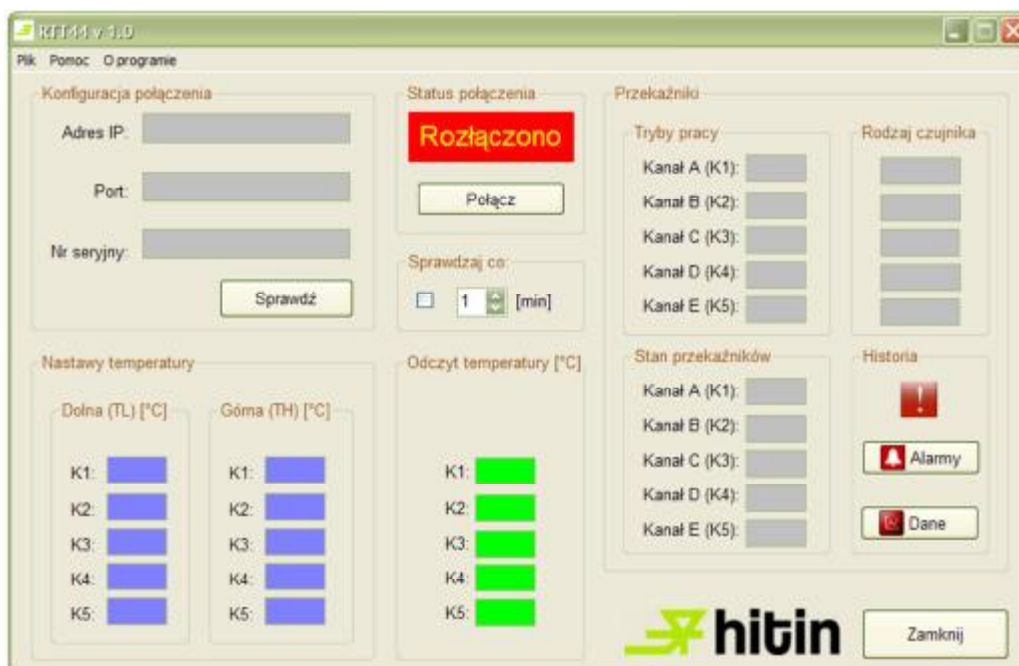 RFT44 v 1.0
Plik Pomoc O programie
Konfiguracja połączenia
Adres IP:
Port:
Nr seryjny:
Sprawdź
Status połączenia
Rozłączono
Połącz
Sprawdzaj co:
1 [min]
Przekaźniki
Tryby pracy
Kanał A (K1):
Kanał B (K2):
Kanał C (K3):
Kanał D (K4):
Kanał E (K5):
Rodzaj czujnika
Nastawy temperatury
Dolna (TL) [°C]
K1:
K2:
K3:
K4:
K5:
Górna (TH) [°C]
K1:
K2:
K3:
K4:
K5:
Odczyt temperatury [°C]
K1:
K2:
K3:
K4:
K5:
Stan przekaźników
Kanał A (K1):
Kanał B (K2):
Kanał C (K3):
Kanał D (K4):
Kanał E (K5):
Historia
!
Alarmy
Dane
hitin
Zamknij